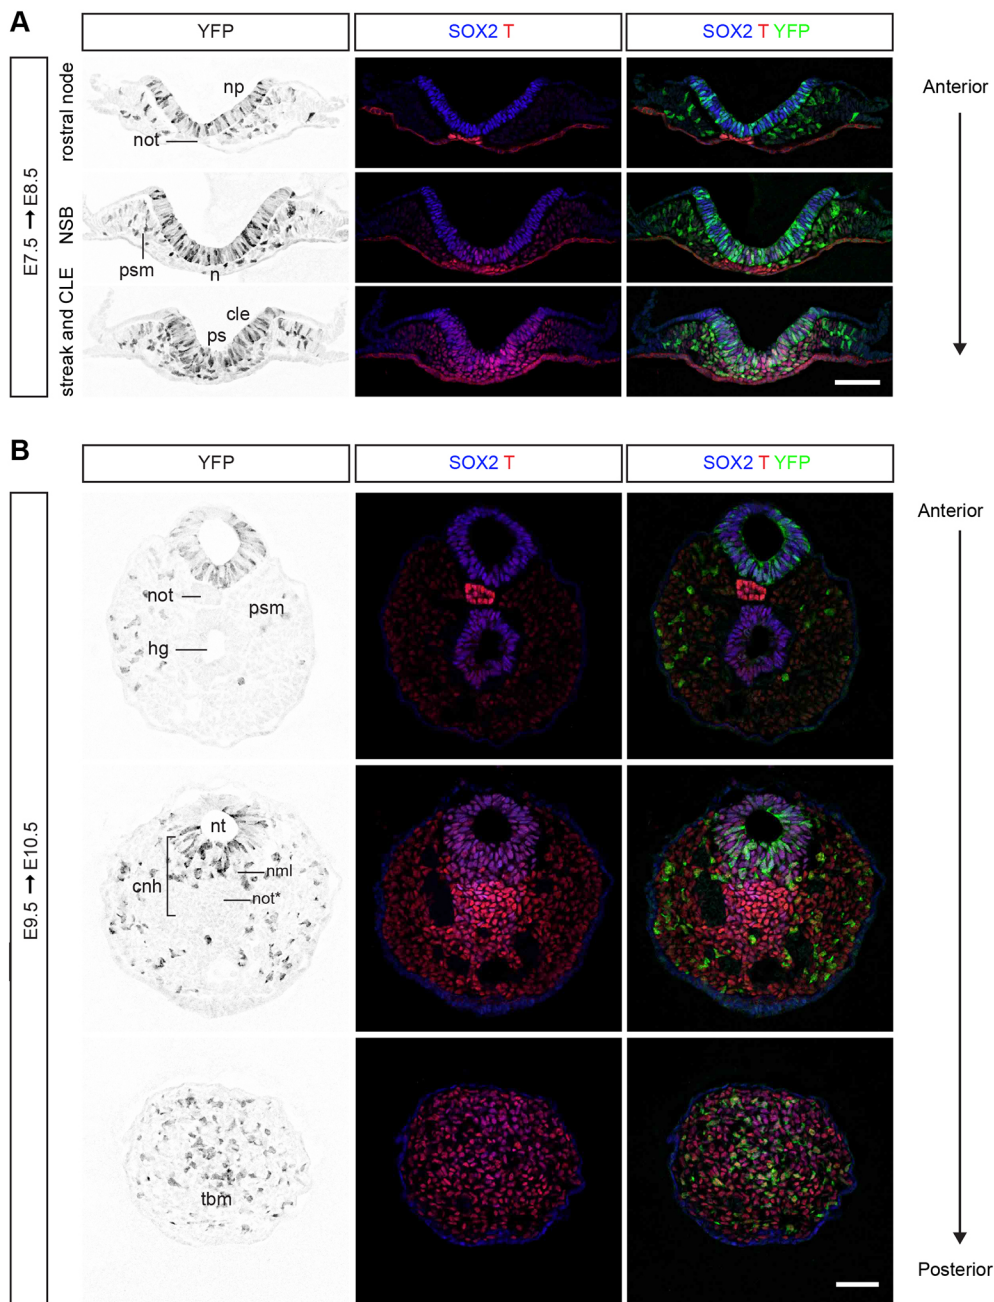 A
YFP
SOX2 T
SOX2 T YFP
E7.5 → E8.5
rostral node
np
not
Anterior
NSB
psm
n
streak and CLE
cle
ps
B
YFP
SOX2 T
SOX2 T YFP
E9.5 → E10.5
Anterior
not
psm
hg
nt
cnh
nml
not*
tbm
Posterior